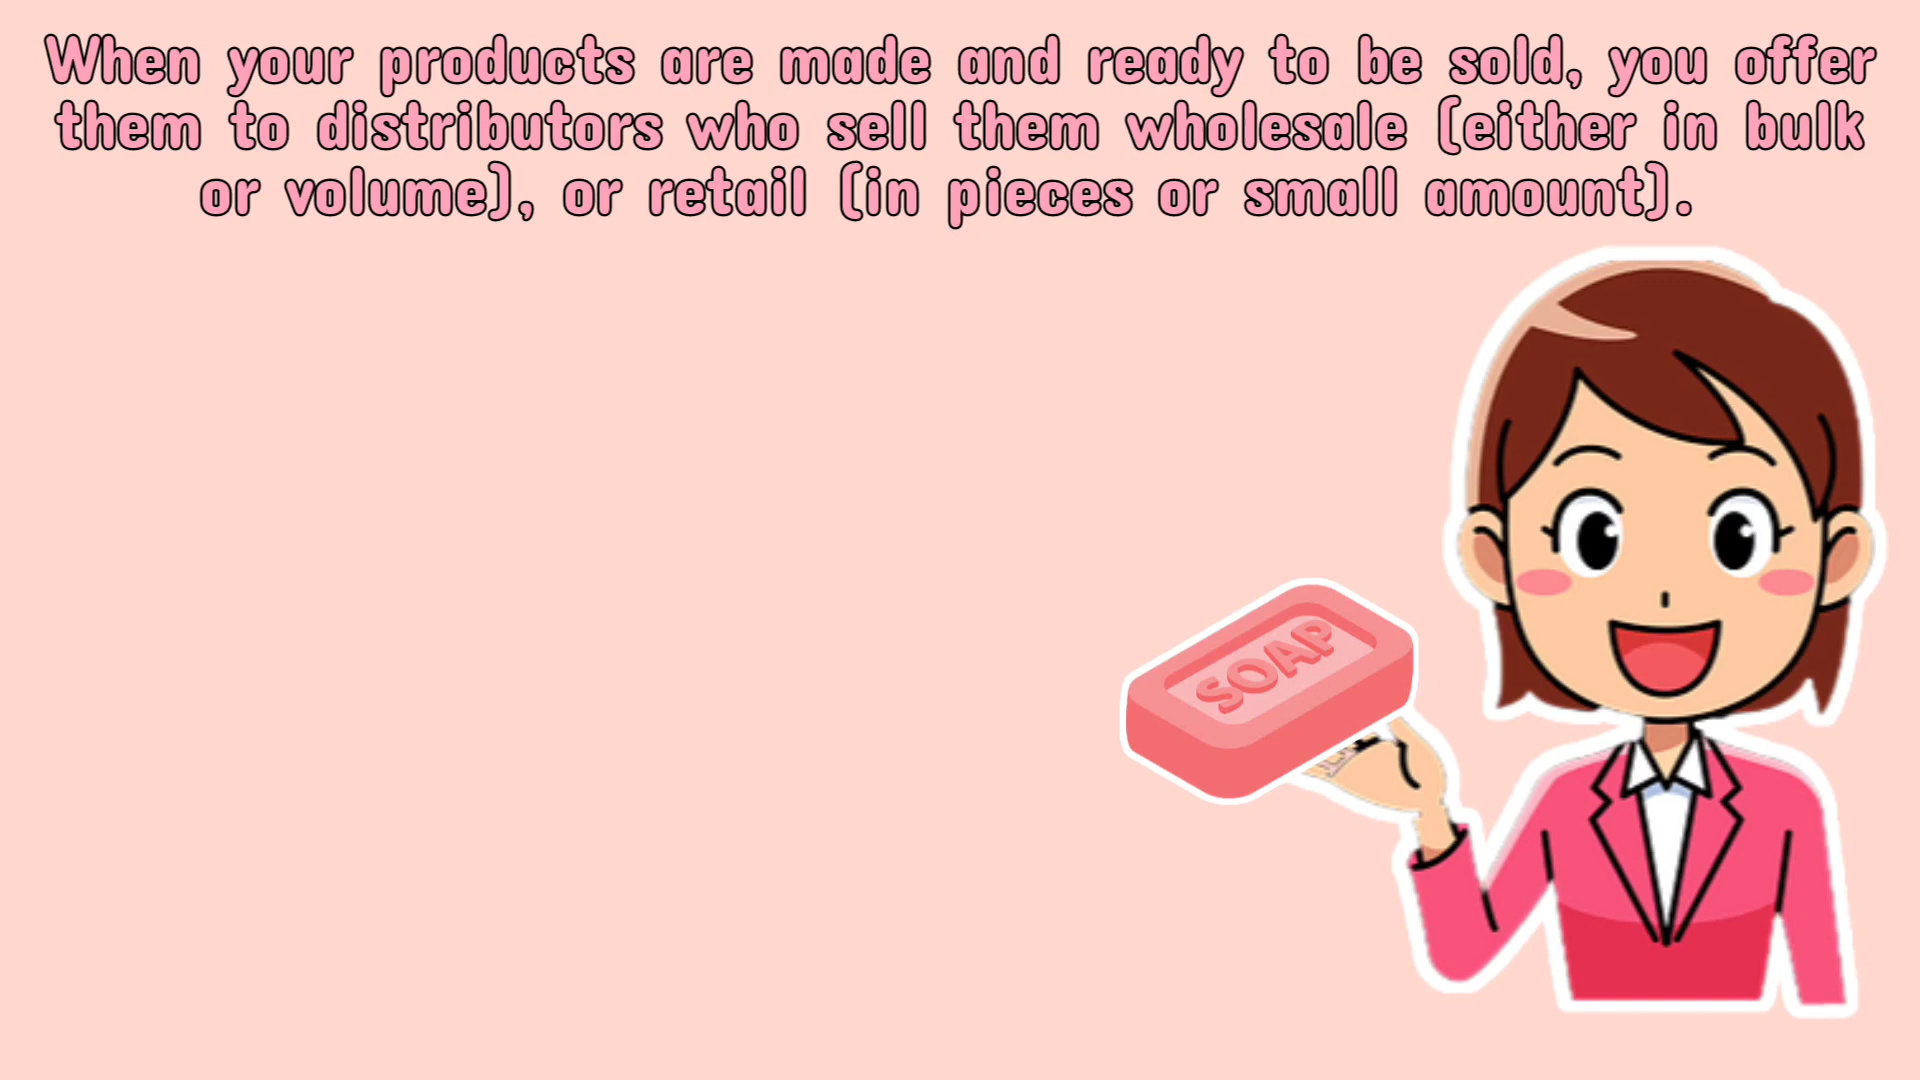 When your products are made and ready to be sold, you offer
them to distributors who sell them wholesale (either in bulk
or volume), or retail (in pieces or small amount).
SOAP